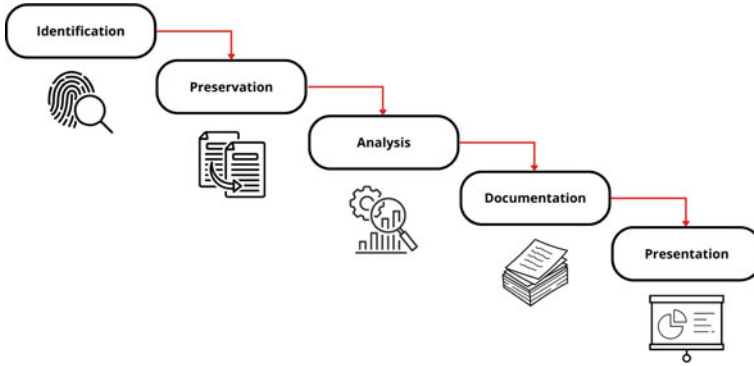 Identification
Preservation
Analysis
Documentation
Presentation